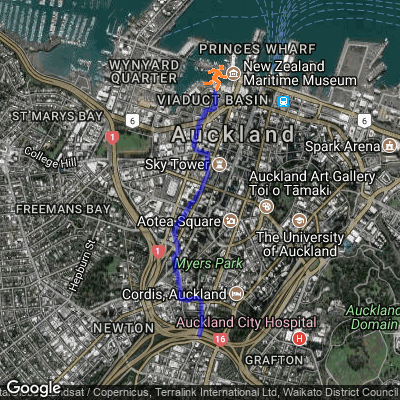 PRINCES WHARF
WYNYARD
QUARTER
New Zealand
Maritime Museum
VIADUCT BASIN
ST MARYS BAY
6
6
1
Auckland
College Hill
Spark Arena
Sky Tower
Auckland Art Gallery
Toi o Tāmaki
FREEMANS BAY
Aotea Square
The University
of Auckland
1
Hepburn St
Myers Park
Cordis, Auckland
Auckland
Domain
NEWTON
Auckland City Hospital
16
H
GRAFTON
Google
Landsat / Copernicus, Terralink International Ltd, Waikato District Council